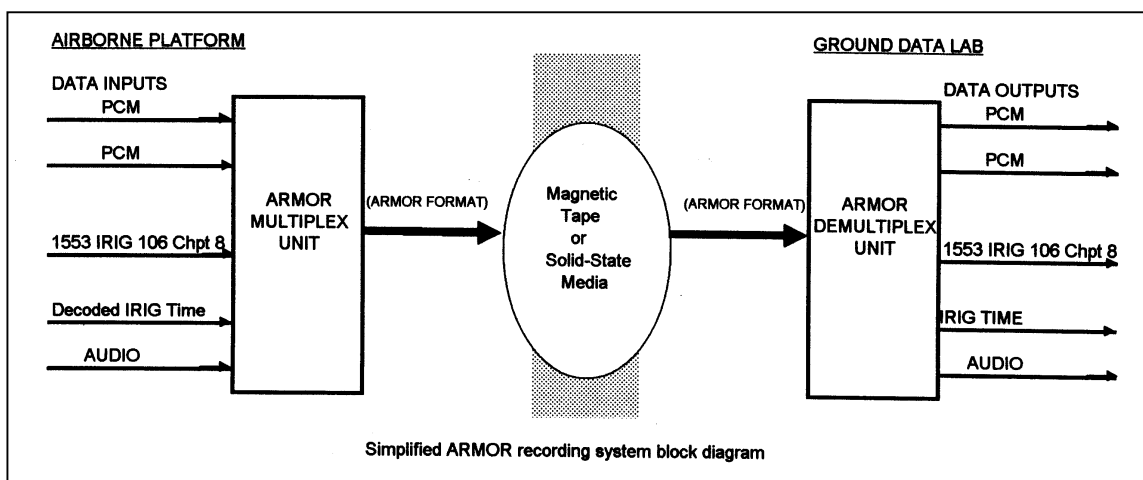 AIRBORNE PLATFORM
DATA INPUTS
PCM
PCM
1553 IRIG 106 Chpt 8
Decoded IRIG Time
AUDIO
ARMOR
MULTIPLEX
UNIT
(ARMOR FORMAT)
Magnetic
Tape
or
Solid-State
Media
(ARMOR FORMAT)
GROUND DATA LAB
ARMOR
DEMULTIPLEX
UNIT
DATA OUTPUTS
PCM
PCM
1553 IRIG 106 Chpt 8
IRIG TIME
AUDIO
Simplified ARMOR recording system block diagram